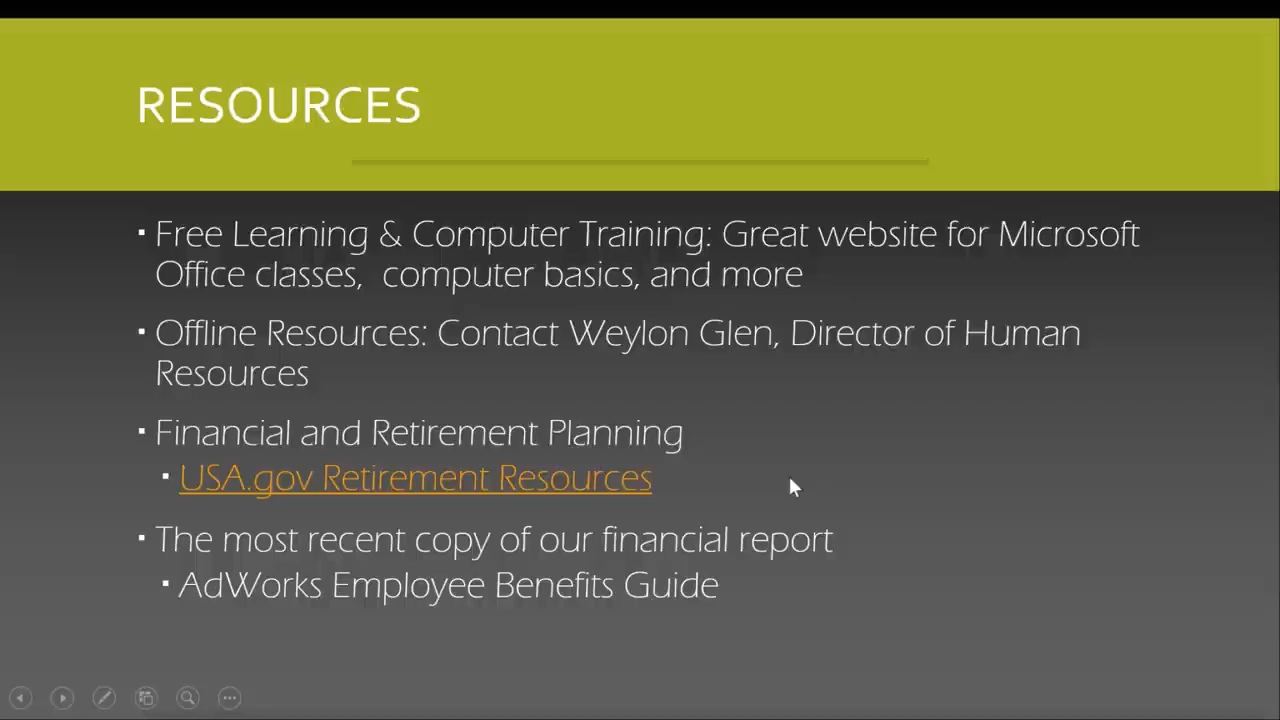 RESOURCES
▪ Free Learning & Computer Training: Great website for Microsoft
Office classes,  computer basics, and more
▪ Offline Resources: Contact Weylon Glen, Director of Human
Resources
▪ Financial and Retirement Planning
▪ USA.gov Retirement Resources
▪ The most recent copy of our financial report
▪ AdWorks Employee Benefits Guide